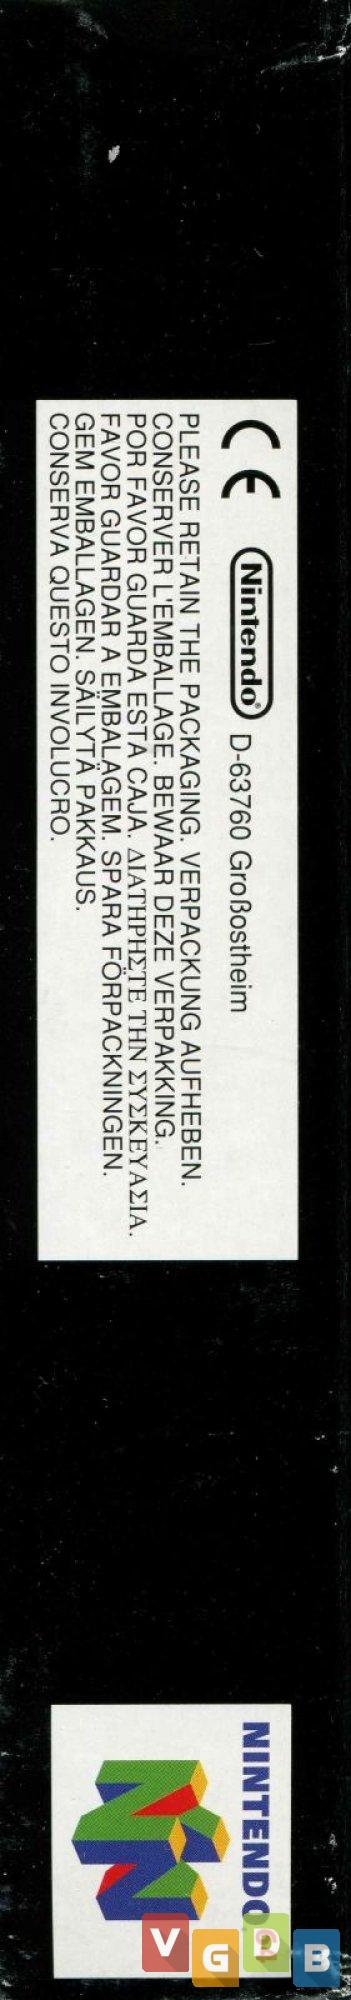 CE Nintendo® D-63760 Großostheim
PLEASE RETAIN THE PACKAGING. VERPACKUNG AUFHEBEN.
CONSERVER L'EMBALLAGE. BEWAAR DEZE VERPAKKING.
POR FAVOR GUARDA ESTA CAJA. ΔΙΑΤΗΡΗΣΤΕ ΤΗΝ ΣΥΣΚΕΥΑΣΙΑ.
FAVOR GUARDAR A EMBALAGEM. SPARA FÖRPACKNINGEN.
GEM EMBALLAGEN. SÄILYTÄ PAKKAUS.
CONSERVA QUESTO INVOLUCRO.
NINTENDO
VGDB